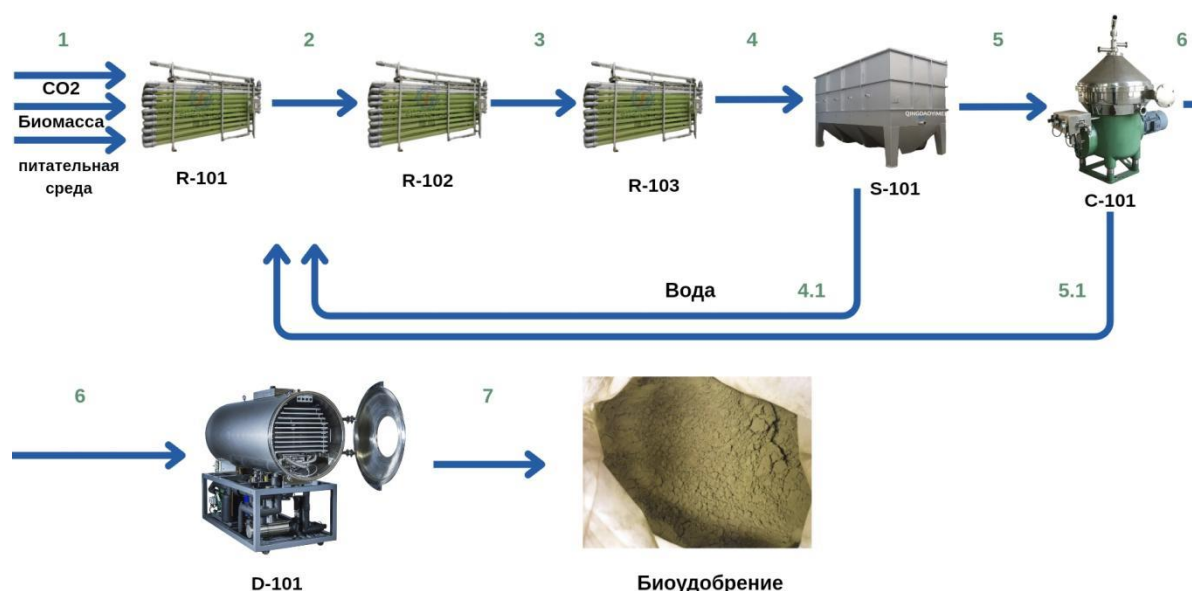 1
2
3
4
5
6
CO2
Биомасса
питательная
среда
R-101
R-102
R-103
QINGDAOYIMEI
S-101
C-101
Вода
4.1
5.1
6
7
D-101
Биоудобрение